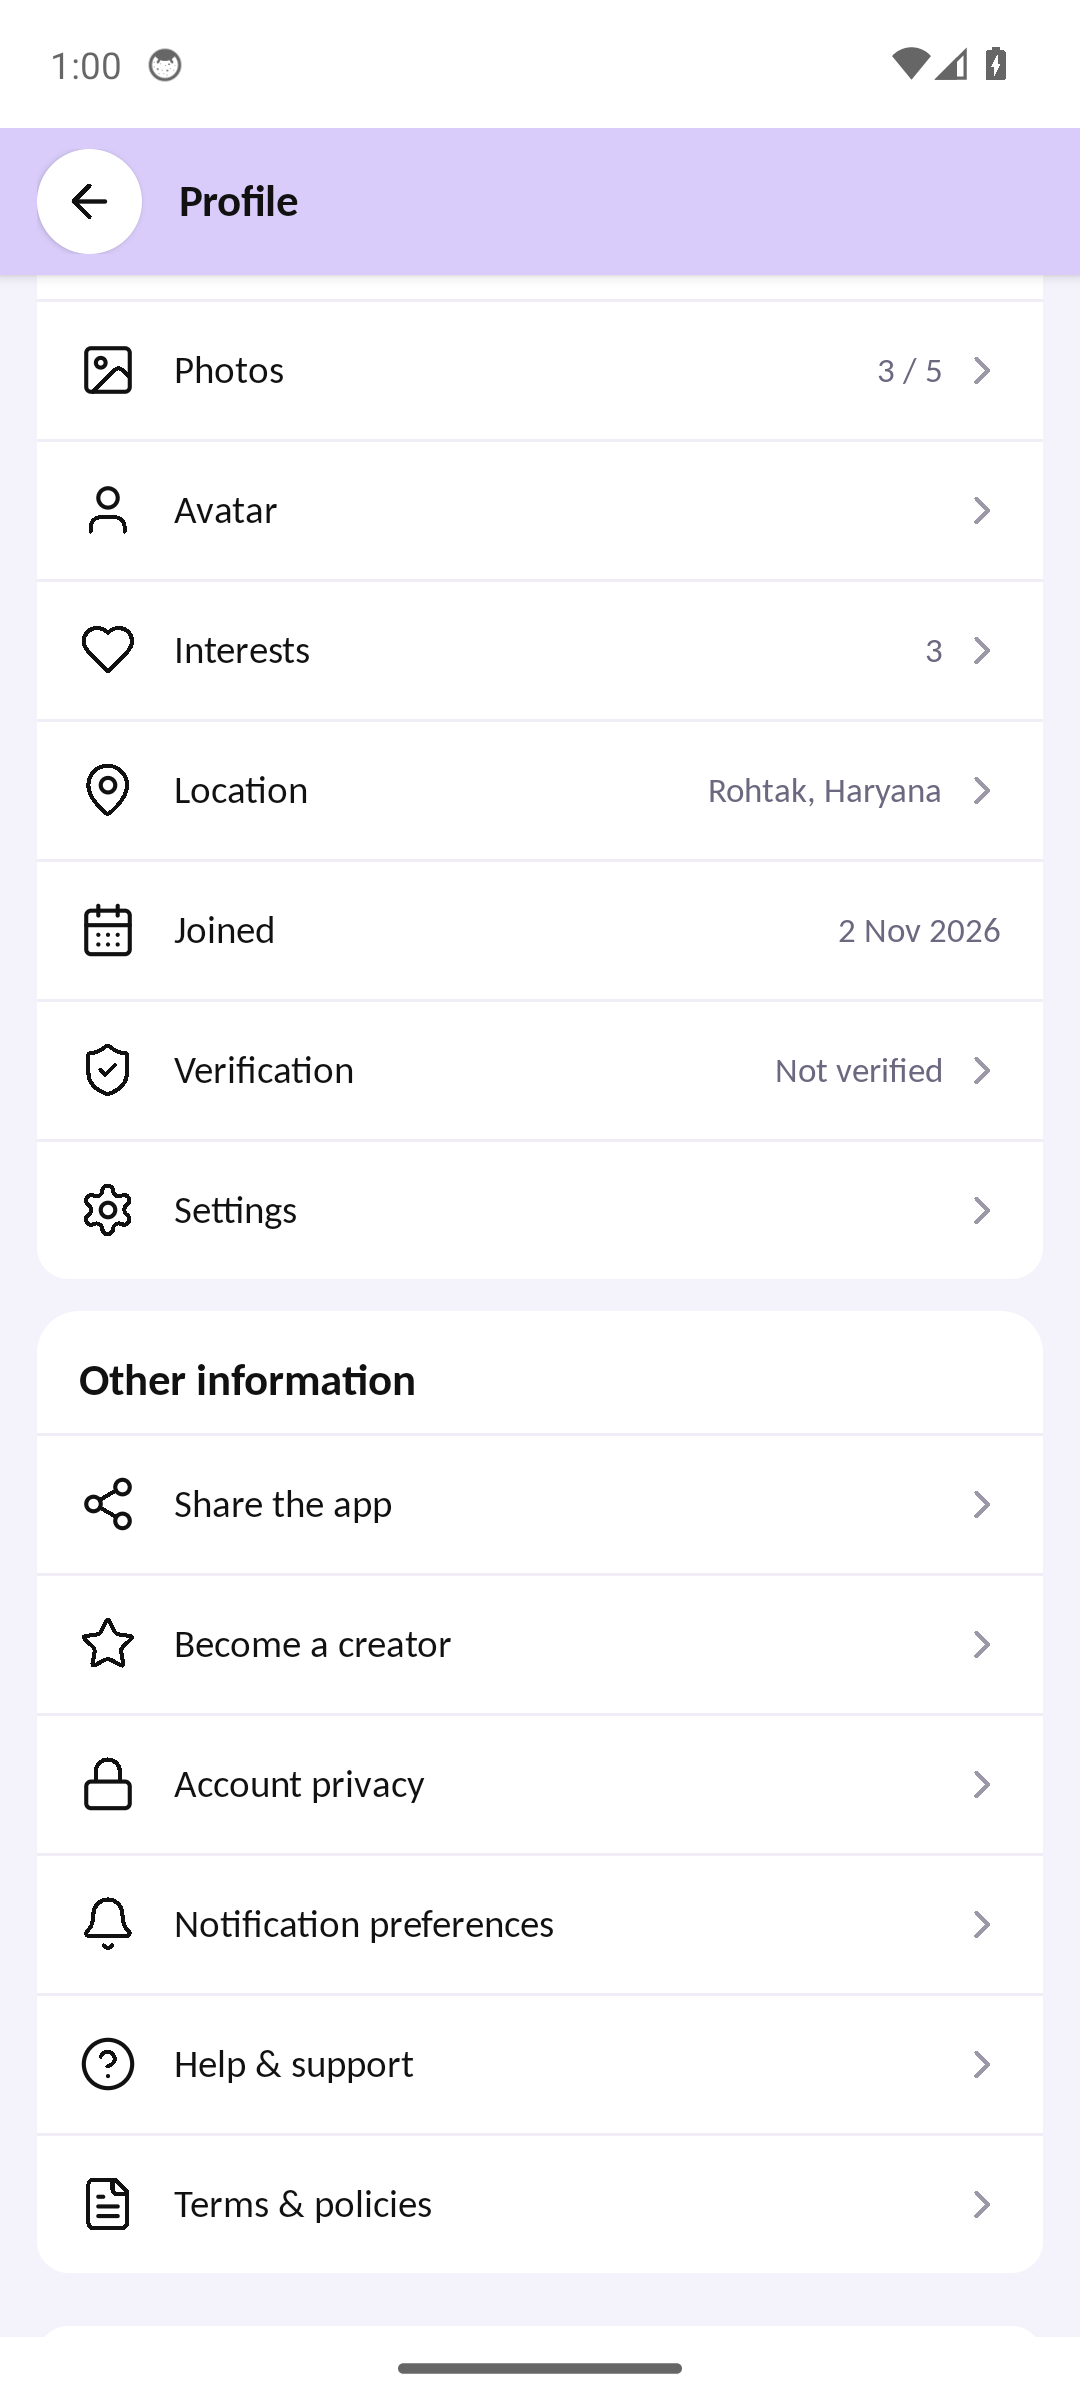 1:00
Profile
Photos 3 / 5
Avatar
Interests 3
Location Rohtak, Haryana
Joined 2 Nov 2026
Verification Not verified
Settings
Other information
Share the app
Become a creator
Account privacy
Notification preferences
Help & support
Terms & policies